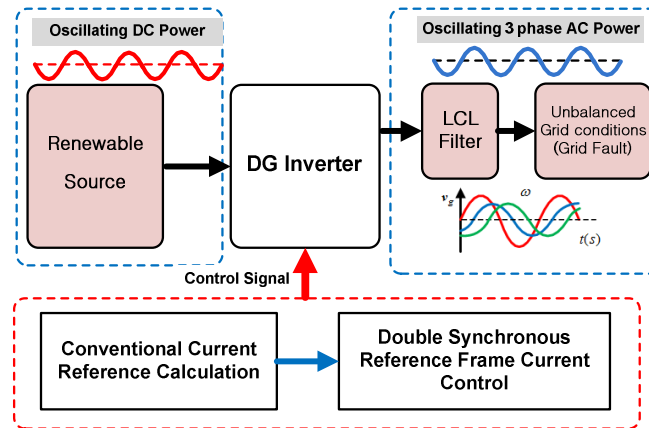 Oscillating DC Power
Oscillating 3 phase AC Power
Renewable
Source
DG Inverter
LCL
Filter
Unbalanced
Grid conditions
(Grid Fault)
v_g
ω
t(s)
Control Signal
Conventional Current
Reference Calculation
Double Synchronous
Reference Frame Current
Control